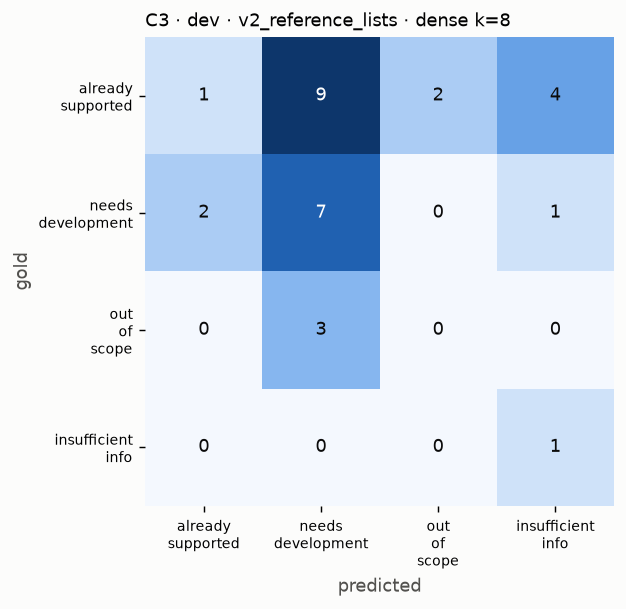 C3 · dev · v2_reference_lists · dense k=8
already
supported
1 9 2 4
needs
development
2 7 0 1
gold
out
of
scope
0 3 0 0
insufficient
info
0 0 0 1
already
supported
needs
development
out
of
scope
insufficient
info
predicted